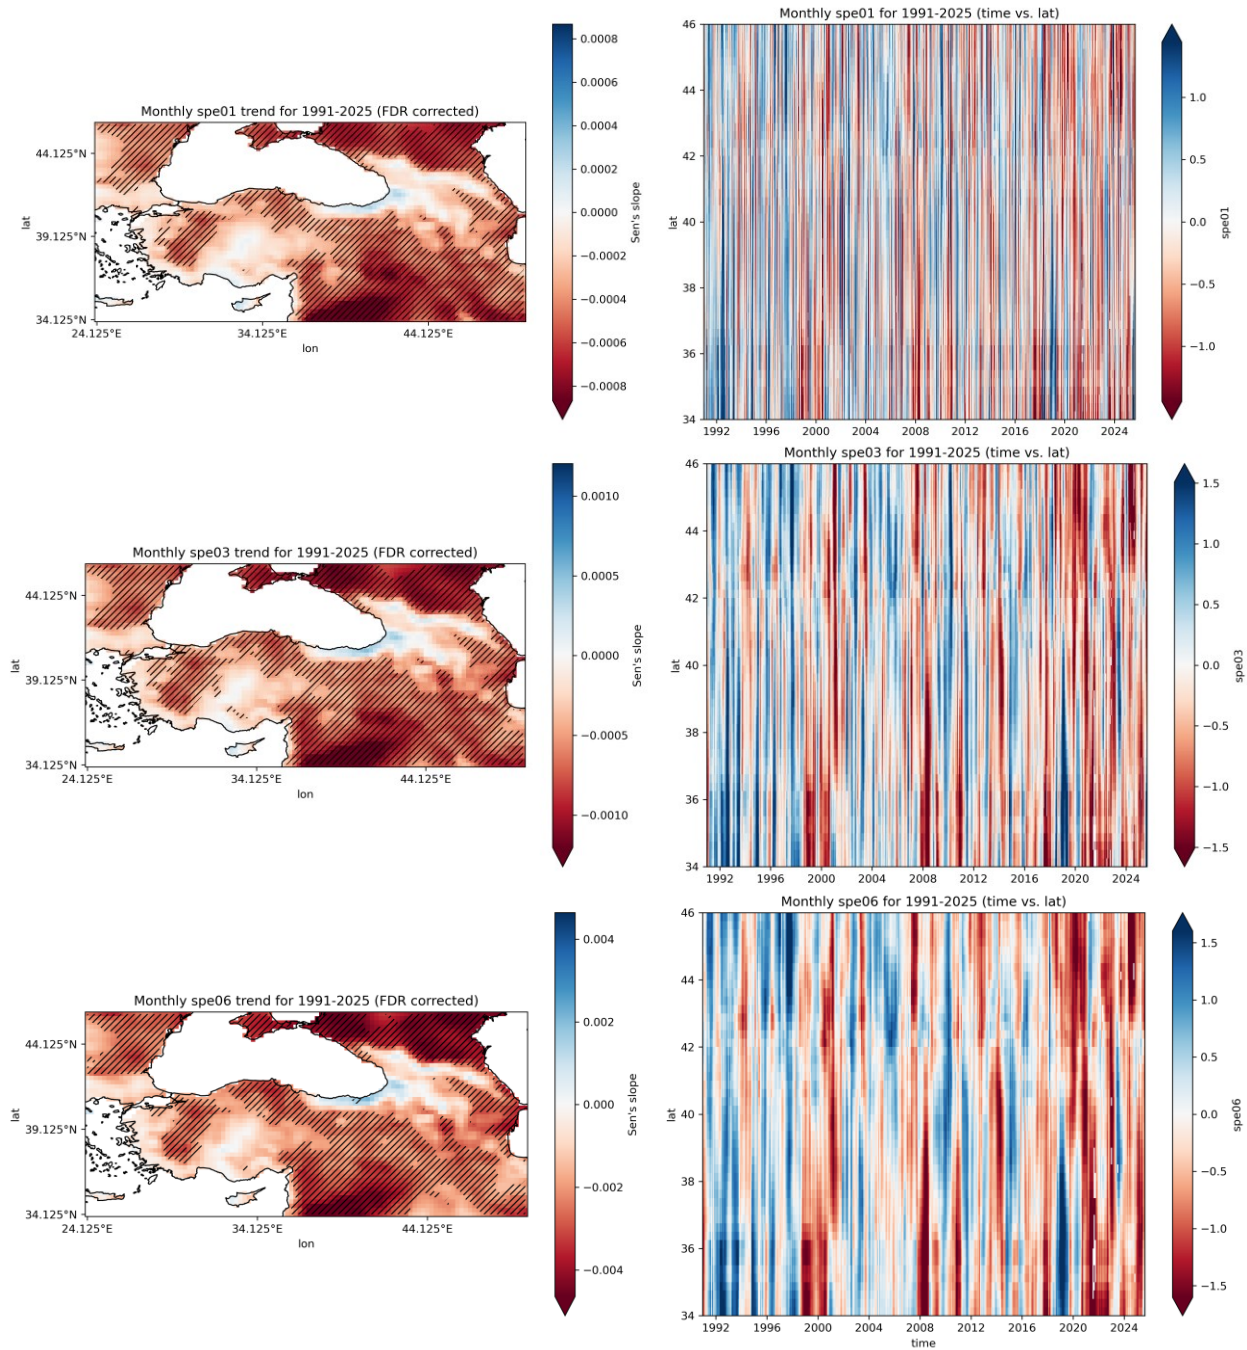 Monthly spe01 trend for 1991-2025 (FDR corrected)
44.125°N
39.125°N
34.125°N
lat
24.125°E 34.125°E 44.125°E
lon
0.0008
0.0006
0.0004
0.0002
0.0000
−0.0002
−0.0004
−0.0006
−0.0008
Sen's slope
Monthly spe01 for 1991-2025 (time vs. lat)
46
44
42
40
38
36
34
lat
1992 1996 2000 2004 2008 2012 2016 2020 2024
1.0
0.5
0.0
−0.5
−1.0
spe01
Monthly spe03 trend for 1991-2025 (FDR corrected)
44.125°N
39.125°N
34.125°N
lat
24.125°E 34.125°E 44.125°E
lon
0.0010
0.0005
0.0000
−0.0005
−0.0010
Sen's slope
Monthly spe03 for 1991-2025 (time vs. lat)
46
44
42
40
38
36
34
lat
1992 1996 2000 2004 2008 2012 2016 2020 2024
1.5
1.0
0.5
0.0
−0.5
−1.0
−1.5
spe03
Monthly spe06 trend for 1991-2025 (FDR corrected)
44.125°N
39.125°N
34.125°N
lat
24.125°E 34.125°E 44.125°E
lon
0.004
0.002
0.000
−0.002
−0.004
Sen's slope
Monthly spe06 for 1991-2025 (time vs. lat)
46
44
42
40
38
36
34
lat
1992 1996 2000 2004 2008 2012 2016 2020 2024
time
1.5
1.0
0.5
0.0
−0.5
−1.0
−1.5
spe06